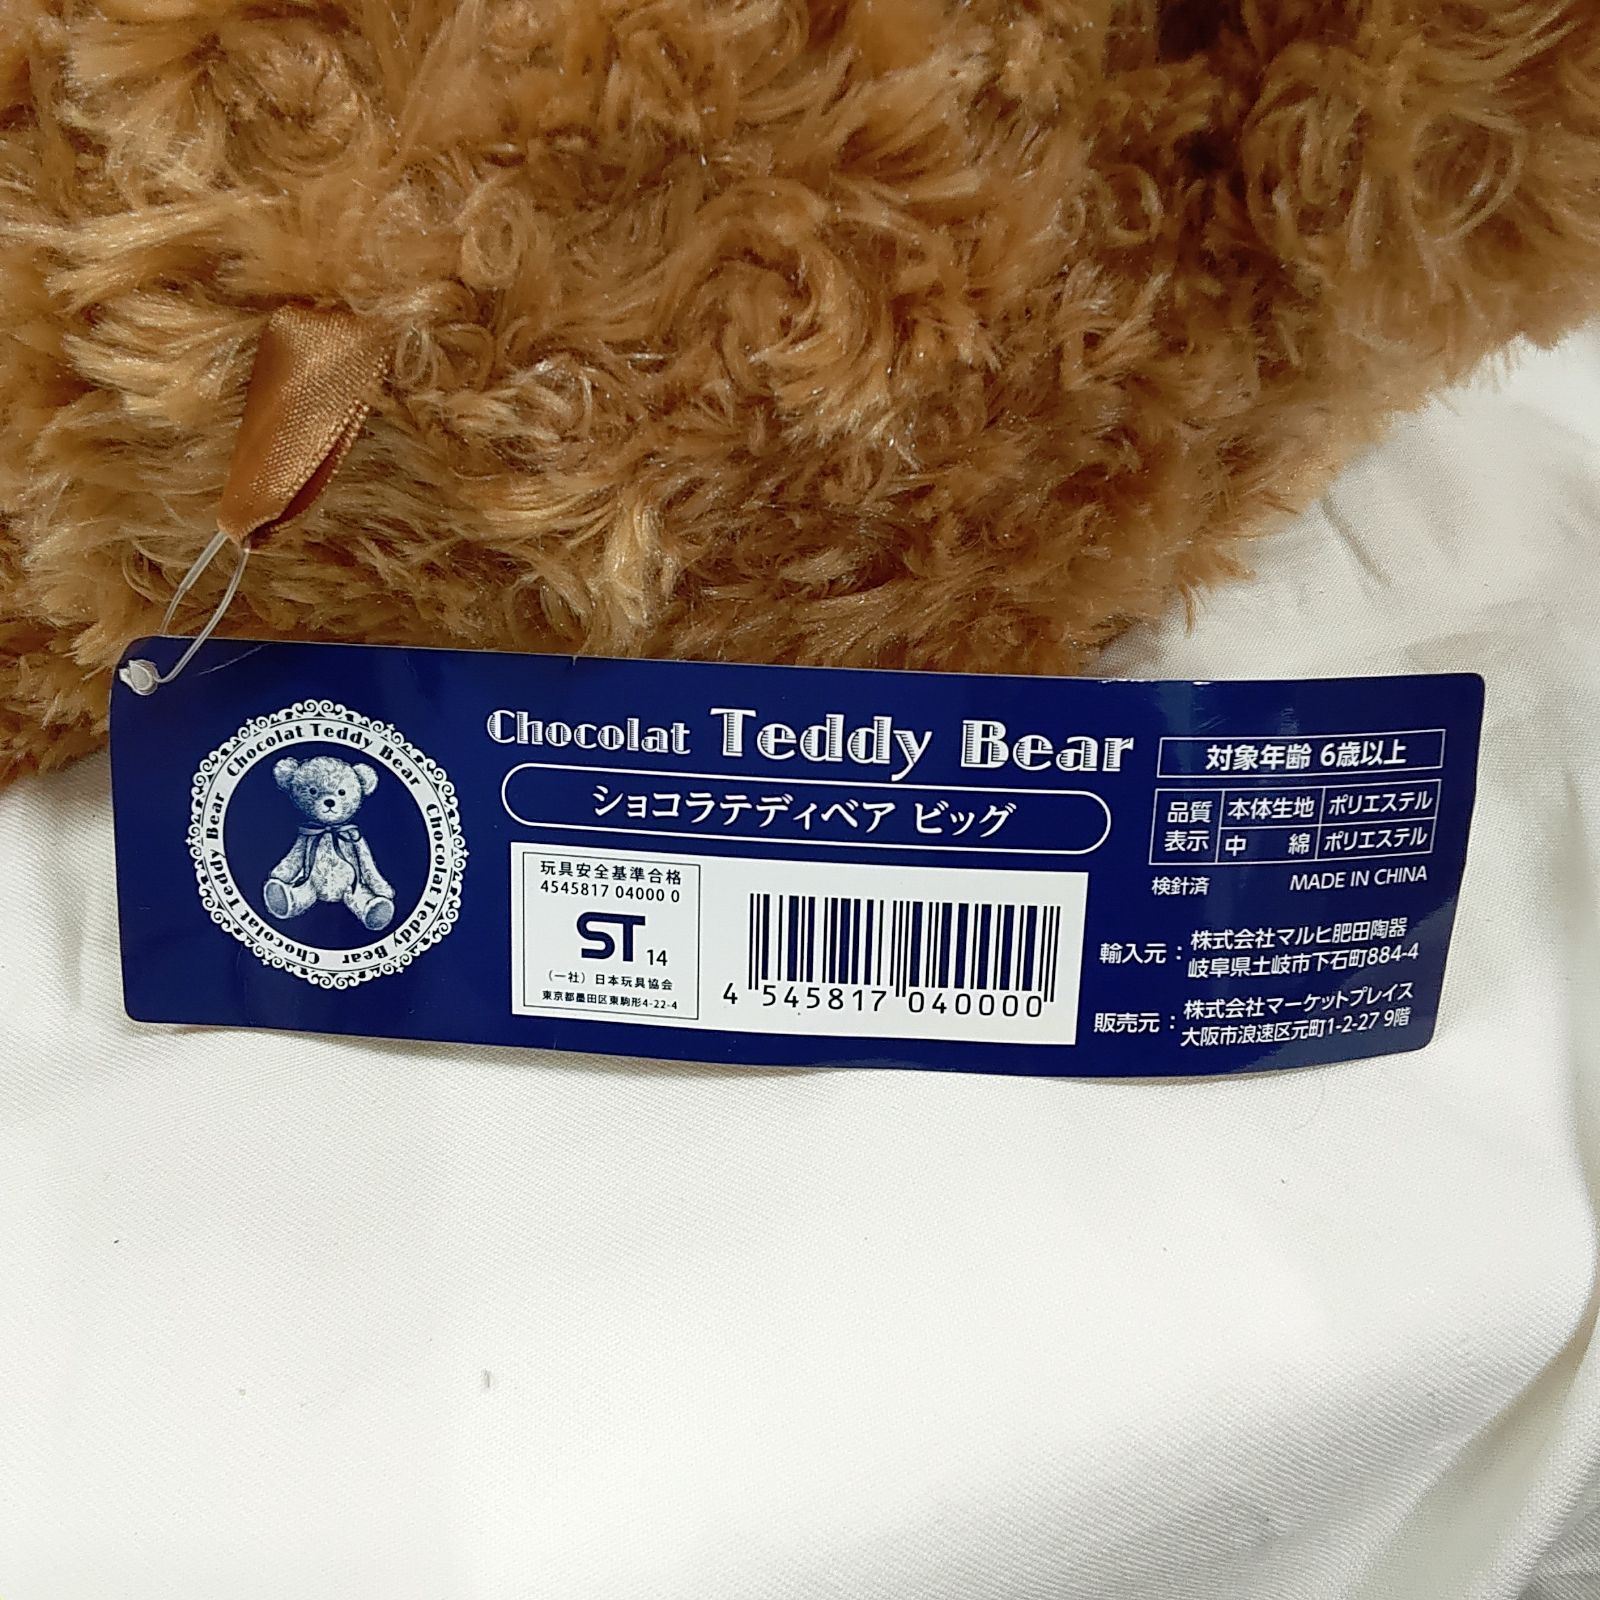 Chocolat Teddy Bear Chocolat Teddy Bear Chocolat Teddy Bear
Chocolat Teddy Bear
ショコラテディベア ビッグ
玩具安全基準合格
4545817 04000 0
ST 14
（一社）日本玩具協会
東京都墨田区東駒形4-22-4
4 545817 040000
対象年齢 6歳以上
品質表示
本体生地 ポリエステル
中綿 ポリエステル
検針済 MADE IN CHINA
輸入元： 株式会社マルヒ肥田陶器
岐阜県土岐市下石町884-4
販売元： 株式会社マーケットプレイス
大阪市浪速区元町1-2-27 9階